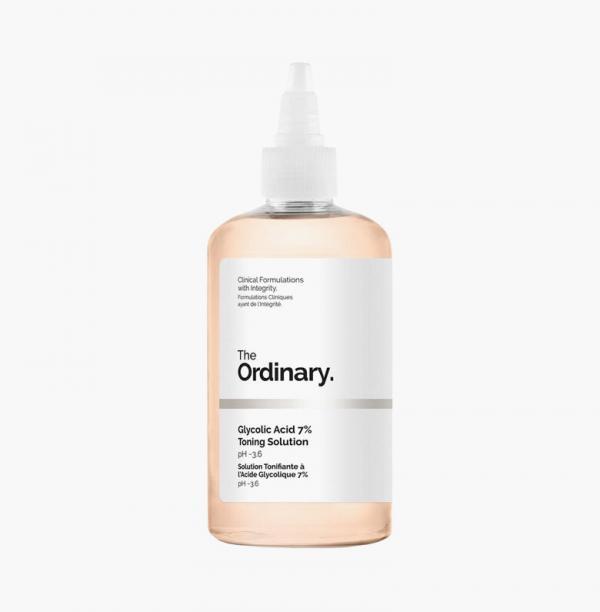 Clinical Formulations
with Integrity.
Formulations Cliniques
ayant de l'Intégrité.
The
Ordinary.
Glycolic Acid 7%
Toning Solution
pH ~3.6
Solution Tonifiante à
l'Acide Glycolique 7%
pH ~3.6